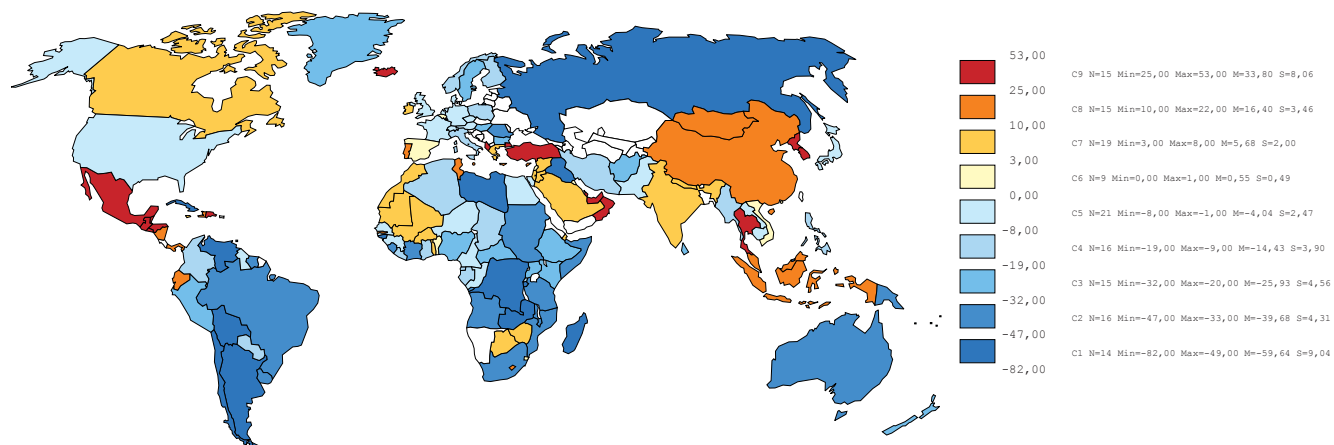 53,00
C9 N=15 Min=25,00 Max=53,00 M=33,80 S=8,06
25,00
C8 N=15 Min=10,00 Max=22,00 M=16,40 S=3,46
10,00
C7 N=19 Min=3,00 Max=8,00 M=5,68 S=2,00
3,00
C6 N=9 Min=0,00 Max=1,00 M=0,55 S=0,49
0,00
C5 N=21 Min=-8,00 Max=-1,00 M=-4,04 S=2,47
-8,00
C4 N=16 Min=-19,00 Max=-9,00 M=-14,43 S=3,90
-19,00
C3 N=15 Min=-32,00 Max=-20,00 M=-25,93 S=4,56
-32,00
C2 N=16 Min=-47,00 Max=-33,00 M=-39,68 S=4,31
-47,00
C1 N=14 Min=-82,00 Max=-49,00 M=-59,64 S=9,04
-82,00